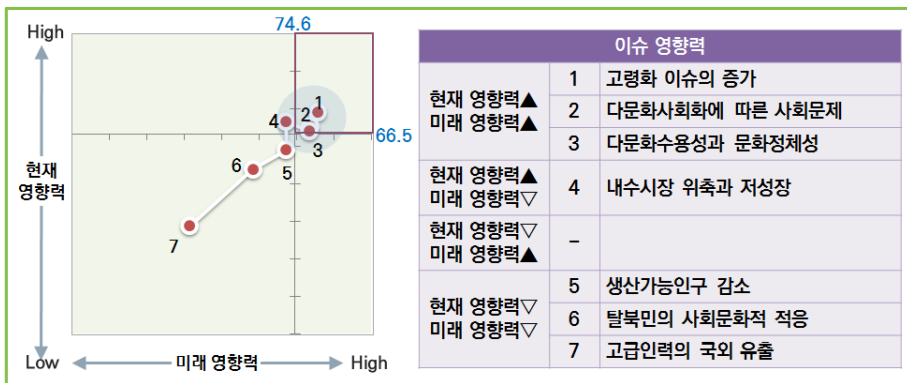 74.6
High
현재
영향력
Low
미래 영향력
High
66.5
1
2
3
4
5
6
7
이슈 영향력
현재 영향력▲
미래 영향력▲
1 고령화 이슈의 증가
2 다문화사회화에 따른 사회문제
3 다문화수용성과 문화정체성
현재 영향력▲
미래 영향력▽
4 내수시장 위축과 저성장
현재 영향력▽
미래 영향력▲
-
현재 영향력▽
미래 영향력▽
5 생산가능인구 감소
6 탈북민의 사회문화적 적응
7 고급인력의 국외 유출